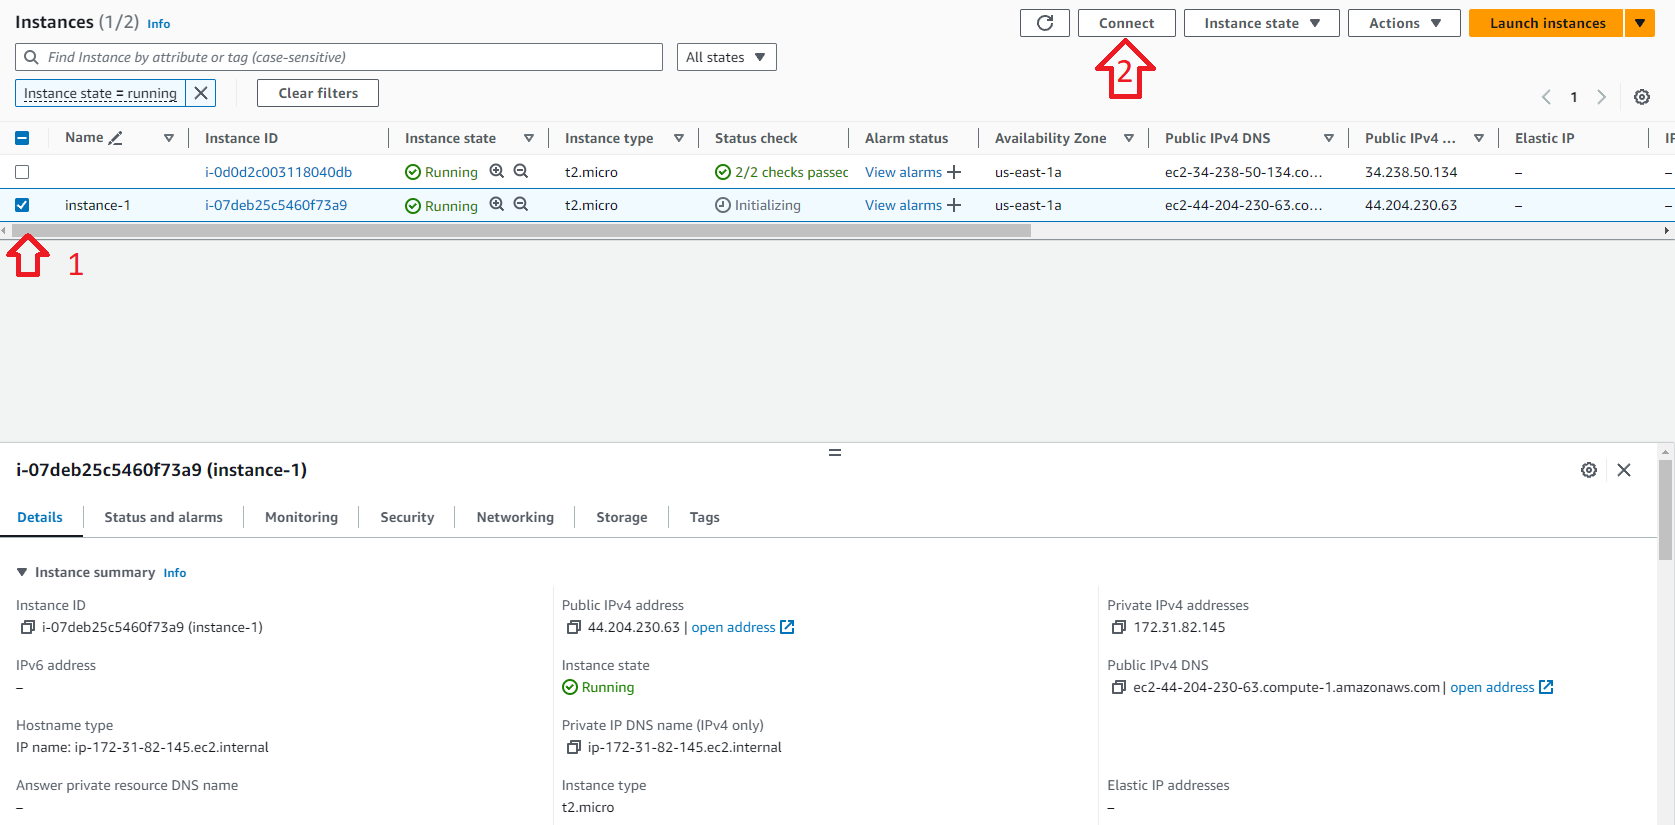 Instances (1/2) Info
Connect
Instance state
Actions
Launch instances
Find Instance by attribute or tag (case-sensitive)
All states
2
Instance state = running
Clear filters
1
Name Instance ID Instance state Instance type Status check Alarm status Availability Zone Public IPv4 DNS Public IPv4 ... Elastic IP IP
i-0d0d2c003118040db Running t2.micro 2/2 checks passed View alarms + us-east-1a ec2-34-238-50-134.co... 34.238.50.134 – –
instance-1 i-07deb25c5460f73a9 Running t2.micro Initializing View alarms + us-east-1a ec2-44-204-230-63.co... 44.204.230.63 – –
1
i-07deb25c5460f73a9 (instance-1)
Details Status and alarms Monitoring Security Networking Storage Tags
Instance summary Info
Instance ID
i-07deb25c5460f73a9 (instance-1)
Public IPv4 address
44.204.230.63 | open address
Private IPv4 addresses
172.31.82.145
IPv6 address
–
Instance state
Running
Public IPv4 DNS
ec2-44-204-230-63.compute-1.amazonaws.com | open address
Hostname type
IP name: ip-172-31-82-145.ec2.internal
Private IP DNS name (IPv4 only)
ip-172-31-82-145.ec2.internal
Answer private resource DNS name
–
Instance type
t2.micro
Elastic IP addresses
–